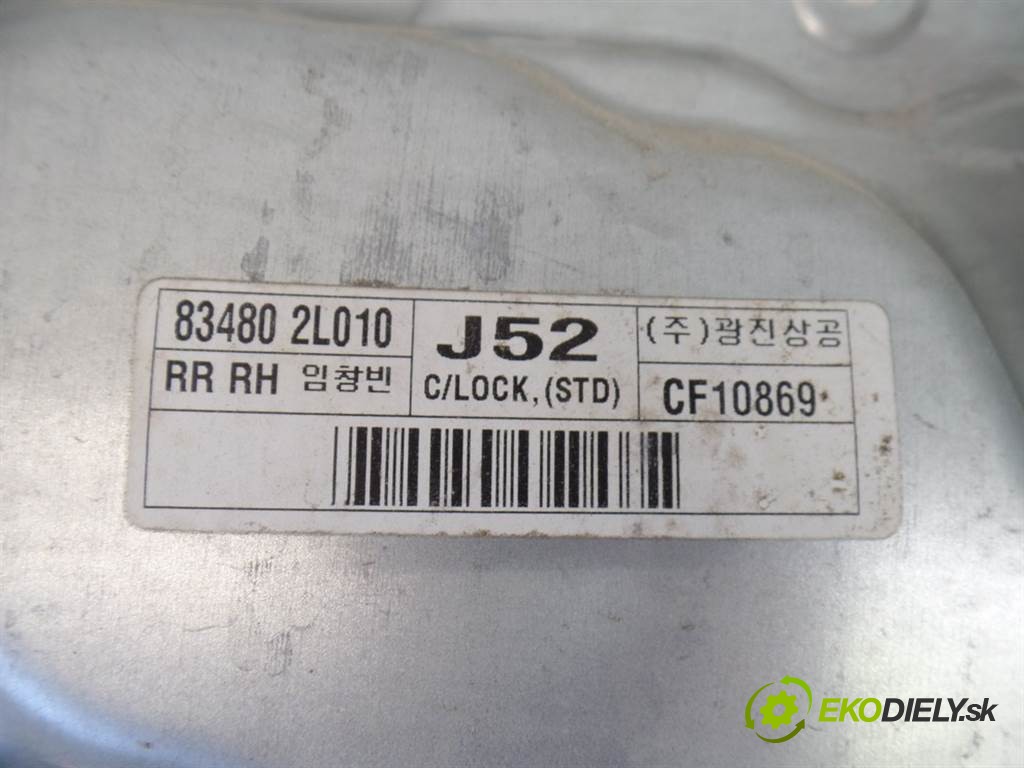 83480 2L010
RR RH 임창빈
J52
C/LOCK, (STD)
(주)광진상공
CF10869
EKODIELY.sk